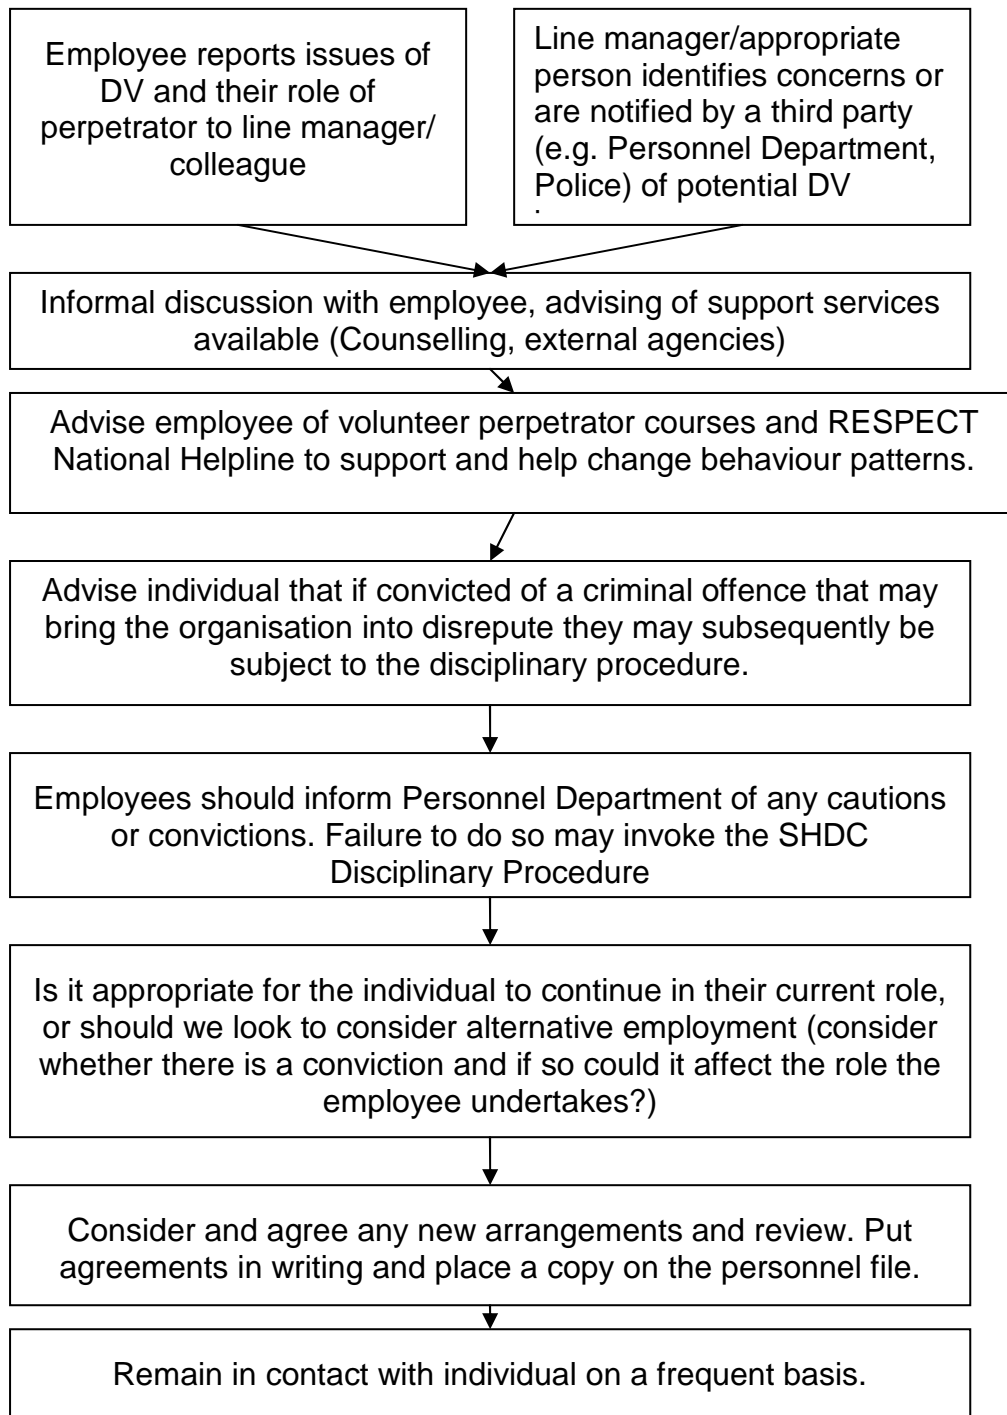 Employee reports issues of
DV and their role of
perpetrator to line manager/
colleague
Line manager/appropriate
person identifies concerns or
are notified by a third party
(e.g. Personnel Department,
Police) of potential DV
.
Informal discussion with employee, advising of support services
available (Counselling, external agencies)
Advise employee of volunteer perpetrator courses and RESPECT
National Helpline to support and help change behaviour patterns.
Advise individual that if convicted of a criminal offence that may
bring the organisation into disrepute they may subsequently be
subject to the disciplinary procedure.
Employees should inform Personnel Department of any cautions
or convictions. Failure to do so may invoke the SHDC
Disciplinary Procedure
Is it appropriate for the individual to continue in their current role,
or should we look to consider alternative employment (consider
whether there is a conviction and if so could it affect the role the
employee undertakes?)
Consider and agree any new arrangements and review. Put
agreements in writing and place a copy on the personnel file.
Remain in contact with individual on a frequent basis.